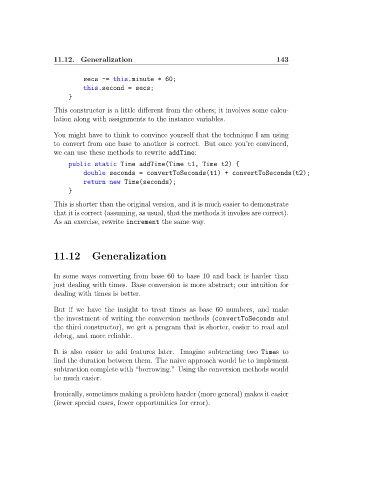 11.12. Generalization 143
secs -= this.minute * 60;
this.second = secs;
}
This constructor is a little different from the others; it involves some calcu-
lation along with assignments to the instance variables.
You might have to think to convince yourself that the technique I am using
to convert from one base to another is correct. But once you're convinced,
we can use these methods to rewrite addTime:
public static Time addTime(Time t1, Time t2) {
double seconds = convertToSeconds(t1) + convertToSeconds(t2);
return new Time(seconds);
}
This is shorter than the original version, and it is much easier to demonstrate
that it is correct (assuming, as usual, that the methods it invokes are correct).
As an exercise, rewrite increment the same way.
11.12 Generalization
In some ways converting from base 60 to base 10 and back is harder than
just dealing with times. Base conversion is more abstract; our intuition for
dealing with times is better.
But if we have the insight to treat times as base 60 numbers, and make
the investment of writing the conversion methods (convertToSeconds and
the third constructor), we get a program that is shorter, easier to read and
debug, and more reliable.
It is also easier to add features later. Imagine subtracting two Times to
find the duration between them. The naive approach would be to implement
subtraction complete with "borrowing." Using the conversion methods would
be much easier.
Ironically, sometimes making a problem harder (more general) makes it easier
(fewer special cases, fewer opportunities for error).